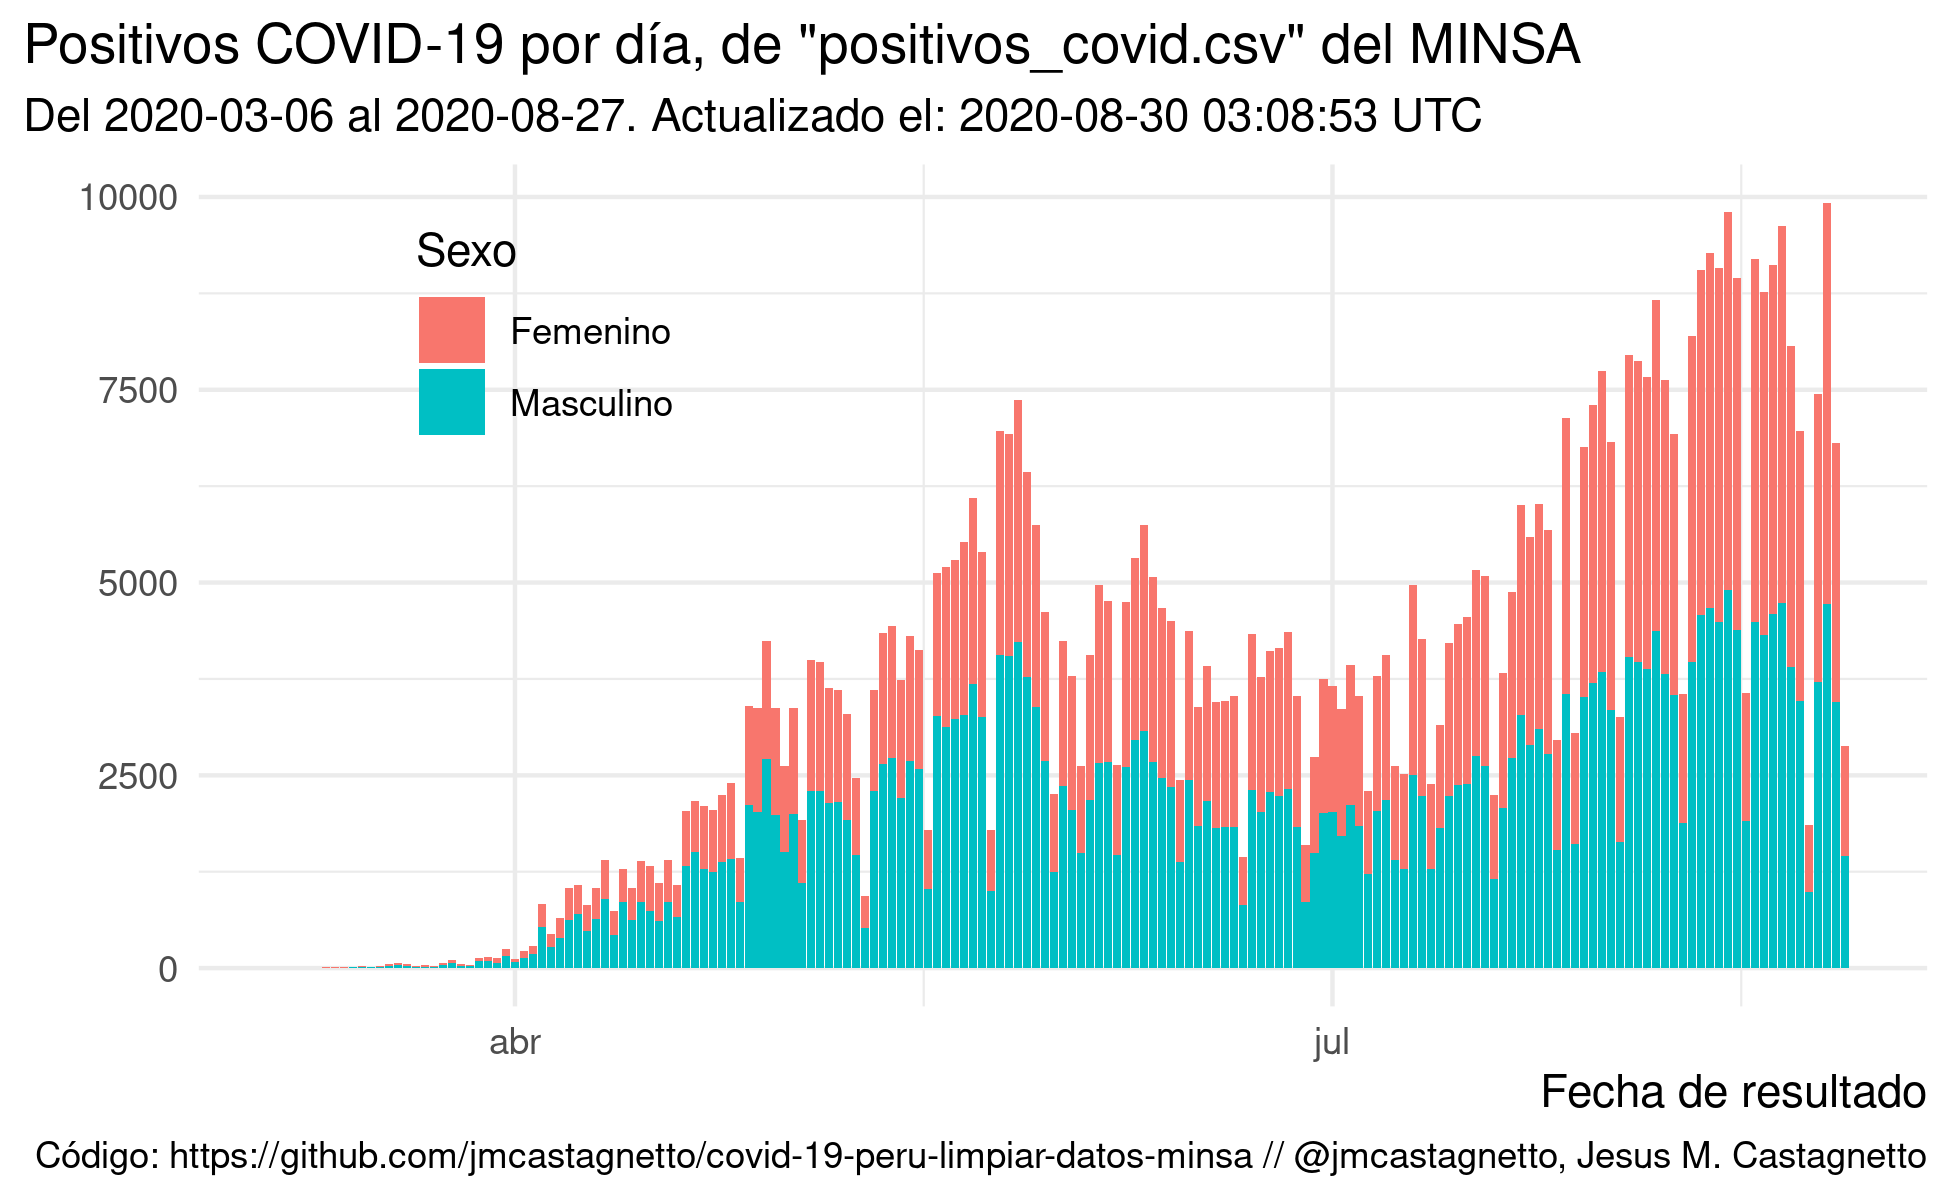 Positivos COVID-19 por día, de "positivos_covid.csv" del MINSA
Del 2020-03-06 al 2020-08-27. Actualizado el: 2020-08-30 03:08:53 UTC
10000
7500
5000
2500
0
Sexo
Femenino
Masculino
abr
jul
Fecha de resultado
Código: https://github.com/jmcastagnetto/covid-19-peru-limpiar-datos-minsa // @jmcastagnetto, Jesus M. Castagnetto